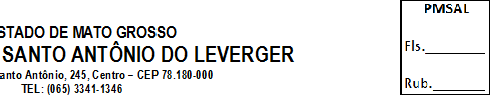 STADO DE MATO GROSSO
SANTO ANTÔNIO DO LEVERGER
anto Antônio, 245, Centro – CEP 78.180-000
TEL: (065) 3341-1346
PMSAL
Fls.________
Rub.________